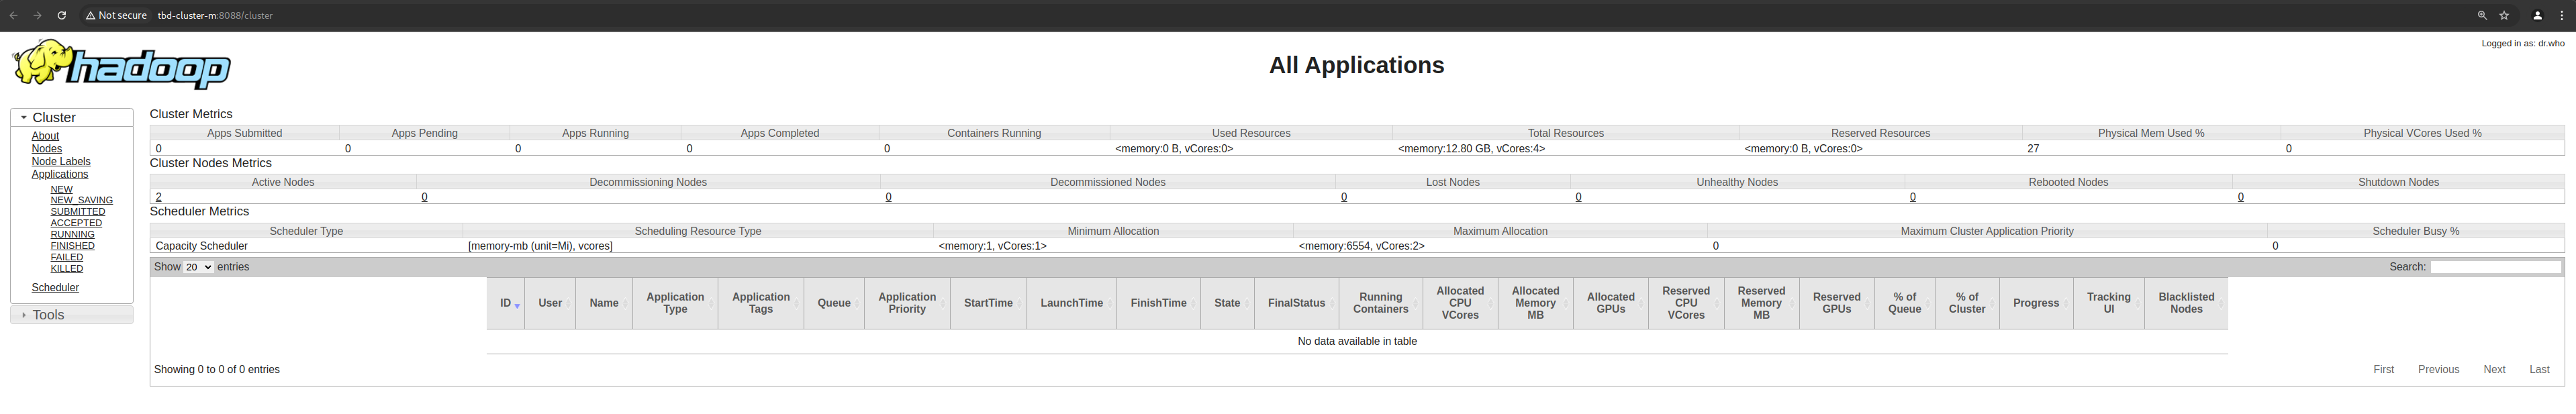 Not secure tbd-cluster-m:8088/cluster
Logged in as: dr.who
hadoop
All Applications
Cluster
About
Nodes
Node Labels
Applications
NEW
NEW_SAVING
SUBMITTED
ACCEPTED
RUNNING
FINISHED
FAILED
KILLED
Scheduler
Tools
Cluster Metrics
Apps Submitted Apps Pending Apps Running Apps Completed Containers Running Used Resources Total Resources Reserved Resources Physical Mem Used % Physical VCores Used %
0 0 0 0 0 <memory:0 B, vCores:0> <memory:12.80 GB, vCores:4> <memory:0 B, vCores:0> 27 0
Cluster Nodes Metrics
Active Nodes Decommissioning Nodes Decommissioned Nodes Lost Nodes Unhealthy Nodes Rebooted Nodes Shutdown Nodes
2 0 0 0 0 0 0
Scheduler Metrics
Scheduler Type Scheduling Resource Type Minimum Allocation Maximum Allocation Maximum Cluster Application Priority Scheduler Busy %
Capacity Scheduler [memory-mb (unit=Mi), vcores] <memory:1, vCores:1> <memory:6554, vCores:2> 0 0
Show 20 entries Search:
ID User Name Application Type Application Tags Queue Application Priority StartTime LaunchTime FinishTime State FinalStatus Running Containers Allocated CPU VCores Allocated Memory MB Allocated GPUs Reserved CPU VCores Reserved Memory MB Reserved GPUs % of Queue % of Cluster Progress Tracking UI Blacklisted Nodes
No data available in table
Showing 0 to 0 of 0 entries First Previous Next Last